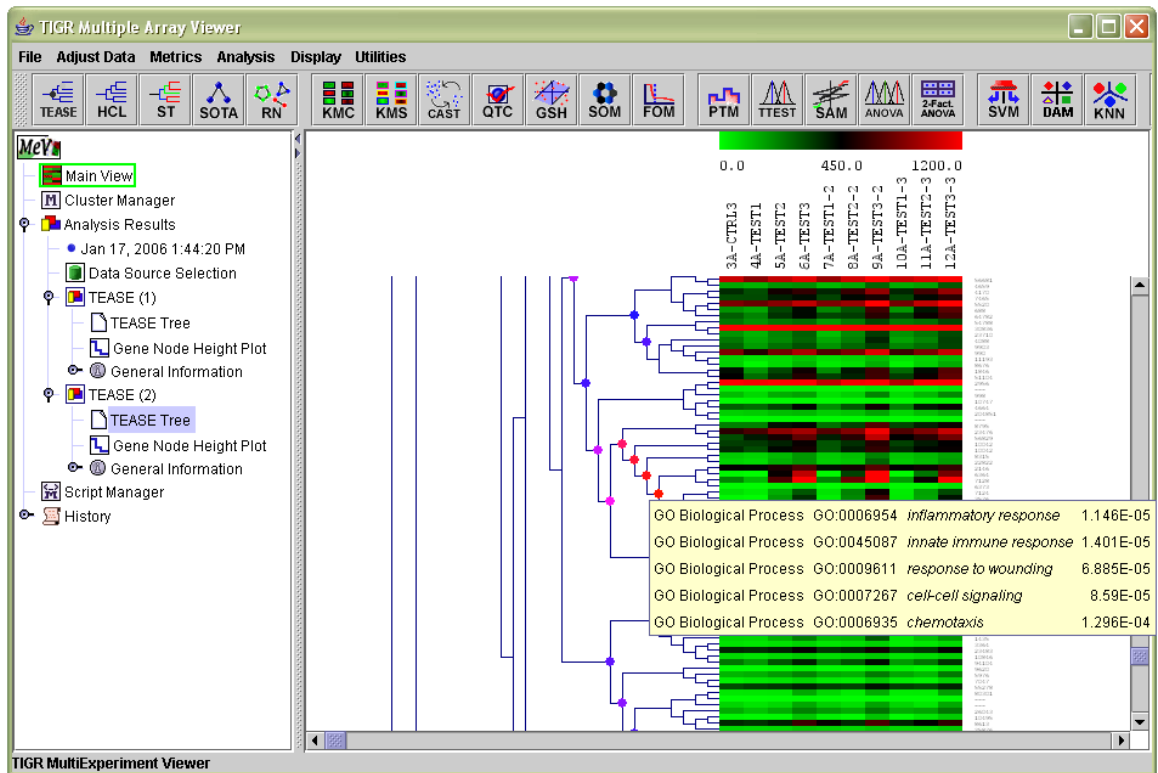 TIGR Multiple Array Viewer
File Adjust Data Metrics Analysis Display Utilities
TEASE HCL ST SOTA RN KMC KMS CAST QTC GSH SOM FOM PTM TTEST SAM ANOVA 2-Fact. ANOVA SVM DAM KNN
MeV
Main View
Cluster Manager
Analysis Results
Jan 17, 2006 1:44:20 PM
Data Source Selection
TEASE (1)
TEASE Tree
Gene Node Height Plot
General Information
TEASE (2)
TEASE Tree
Gene Node Height Plot
General Information
Script Manager
History
0.0 450.0 1200.0
3A-CTRL3
4A-TEST1
5A-TEST2
6A-TEST3
7A-TEST1-2
8A-TEST2-2
9A-TEST3-2
10A-TEST1-3
11A-TEST2-3
12A-TEST3-3
GO Biological Process GO:0006954 inflammatory response 1.146E-05
GO Biological Process GO:0045087 innate immune response 1.401E-05
GO Biological Process GO:0009611 response to wounding 6.885E-05
GO Biological Process GO:0007267 cell-cell signaling 8.59E-05
GO Biological Process GO:0006935 chemotaxis 1.296E-04
TIGR MultiExperiment Viewer